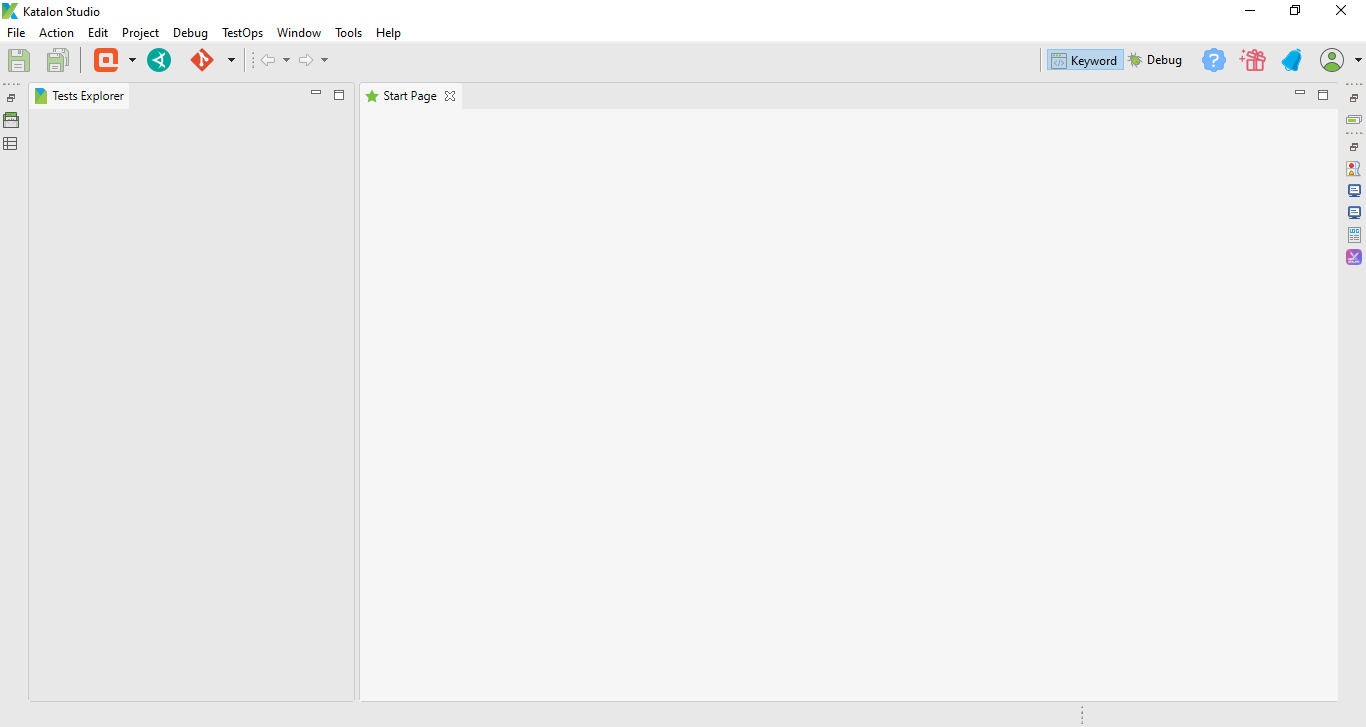 Katalon Studio
File Action Edit Project Debug TestOps Window Tools Help
Keyword Debug
Tests Explorer
Start Page